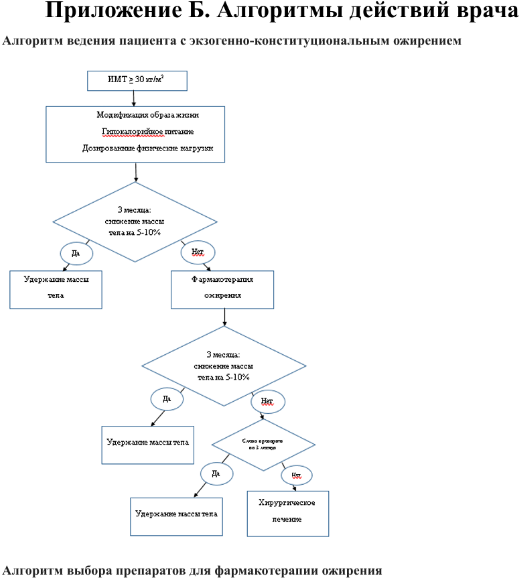 Приложение Б. Алгоритмы действий врача
Алгоритм ведения пациента с экзогенно-конституциональным ожирением
ИМТ ≥ 30 кг/м²
Модификация образа жизни
Гипокалорийное питание
Дозированные физические нагрузки
3 месяца:
снижение массы
тела на 5-10%
Да
Нет
Удержание массы
тела
Фармакотерапия
ожирения
3 месяца:
снижение массы
тела на 5-10%
Да
Нет
Удержание массы тела
Смена препарата
Да
Нет
Удержание массы тела
Хирургическое
лечение
Алгоритм выбора препаратов для фармакотерапии ожирения